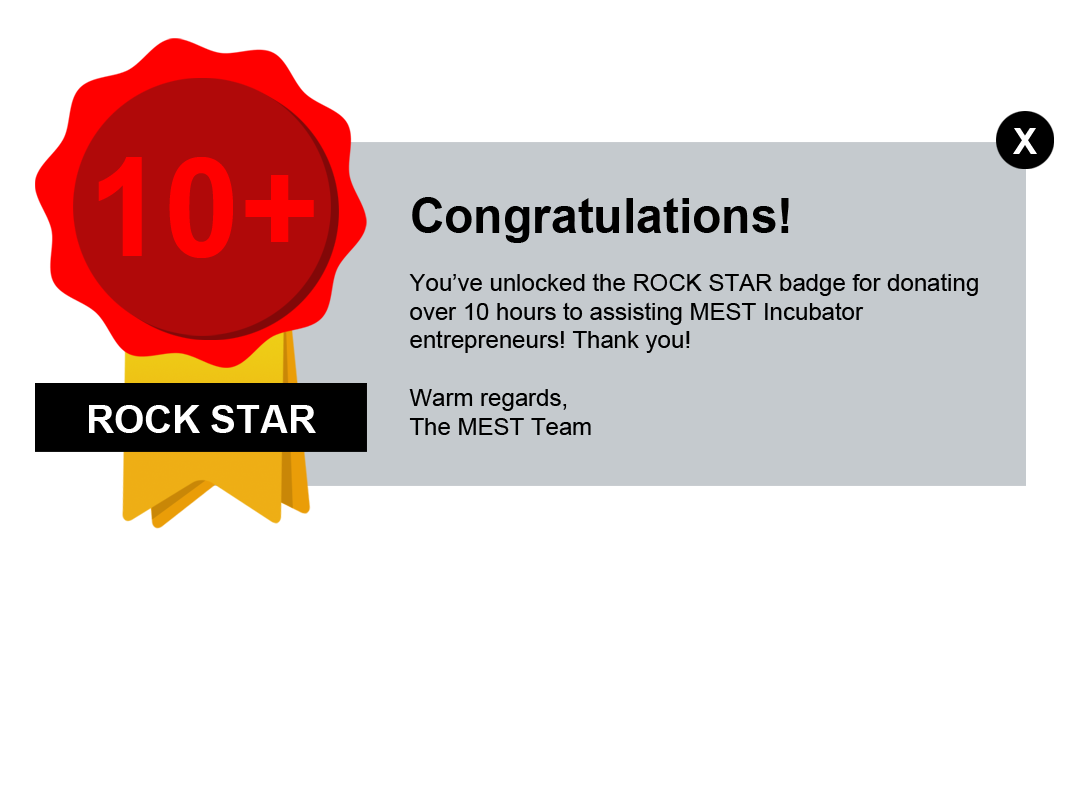 10+
ROCK STAR
X
Congratulations!
You’ve unlocked the ROCK STAR badge for donating
over 10 hours to assisting MEST Incubator
entrepreneurs! Thank you!
Warm regards,
The MEST Team